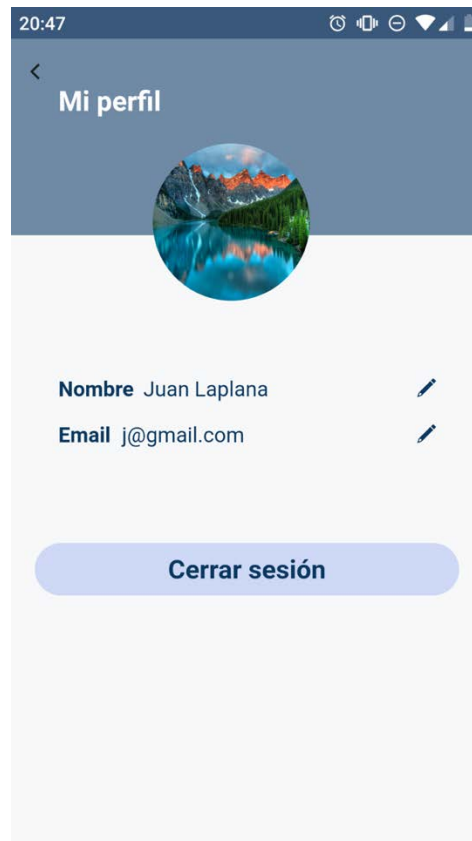 20:47
Mi perfil
Nombre Juan Laplana
Email j@gmail.com
Cerrar sesión